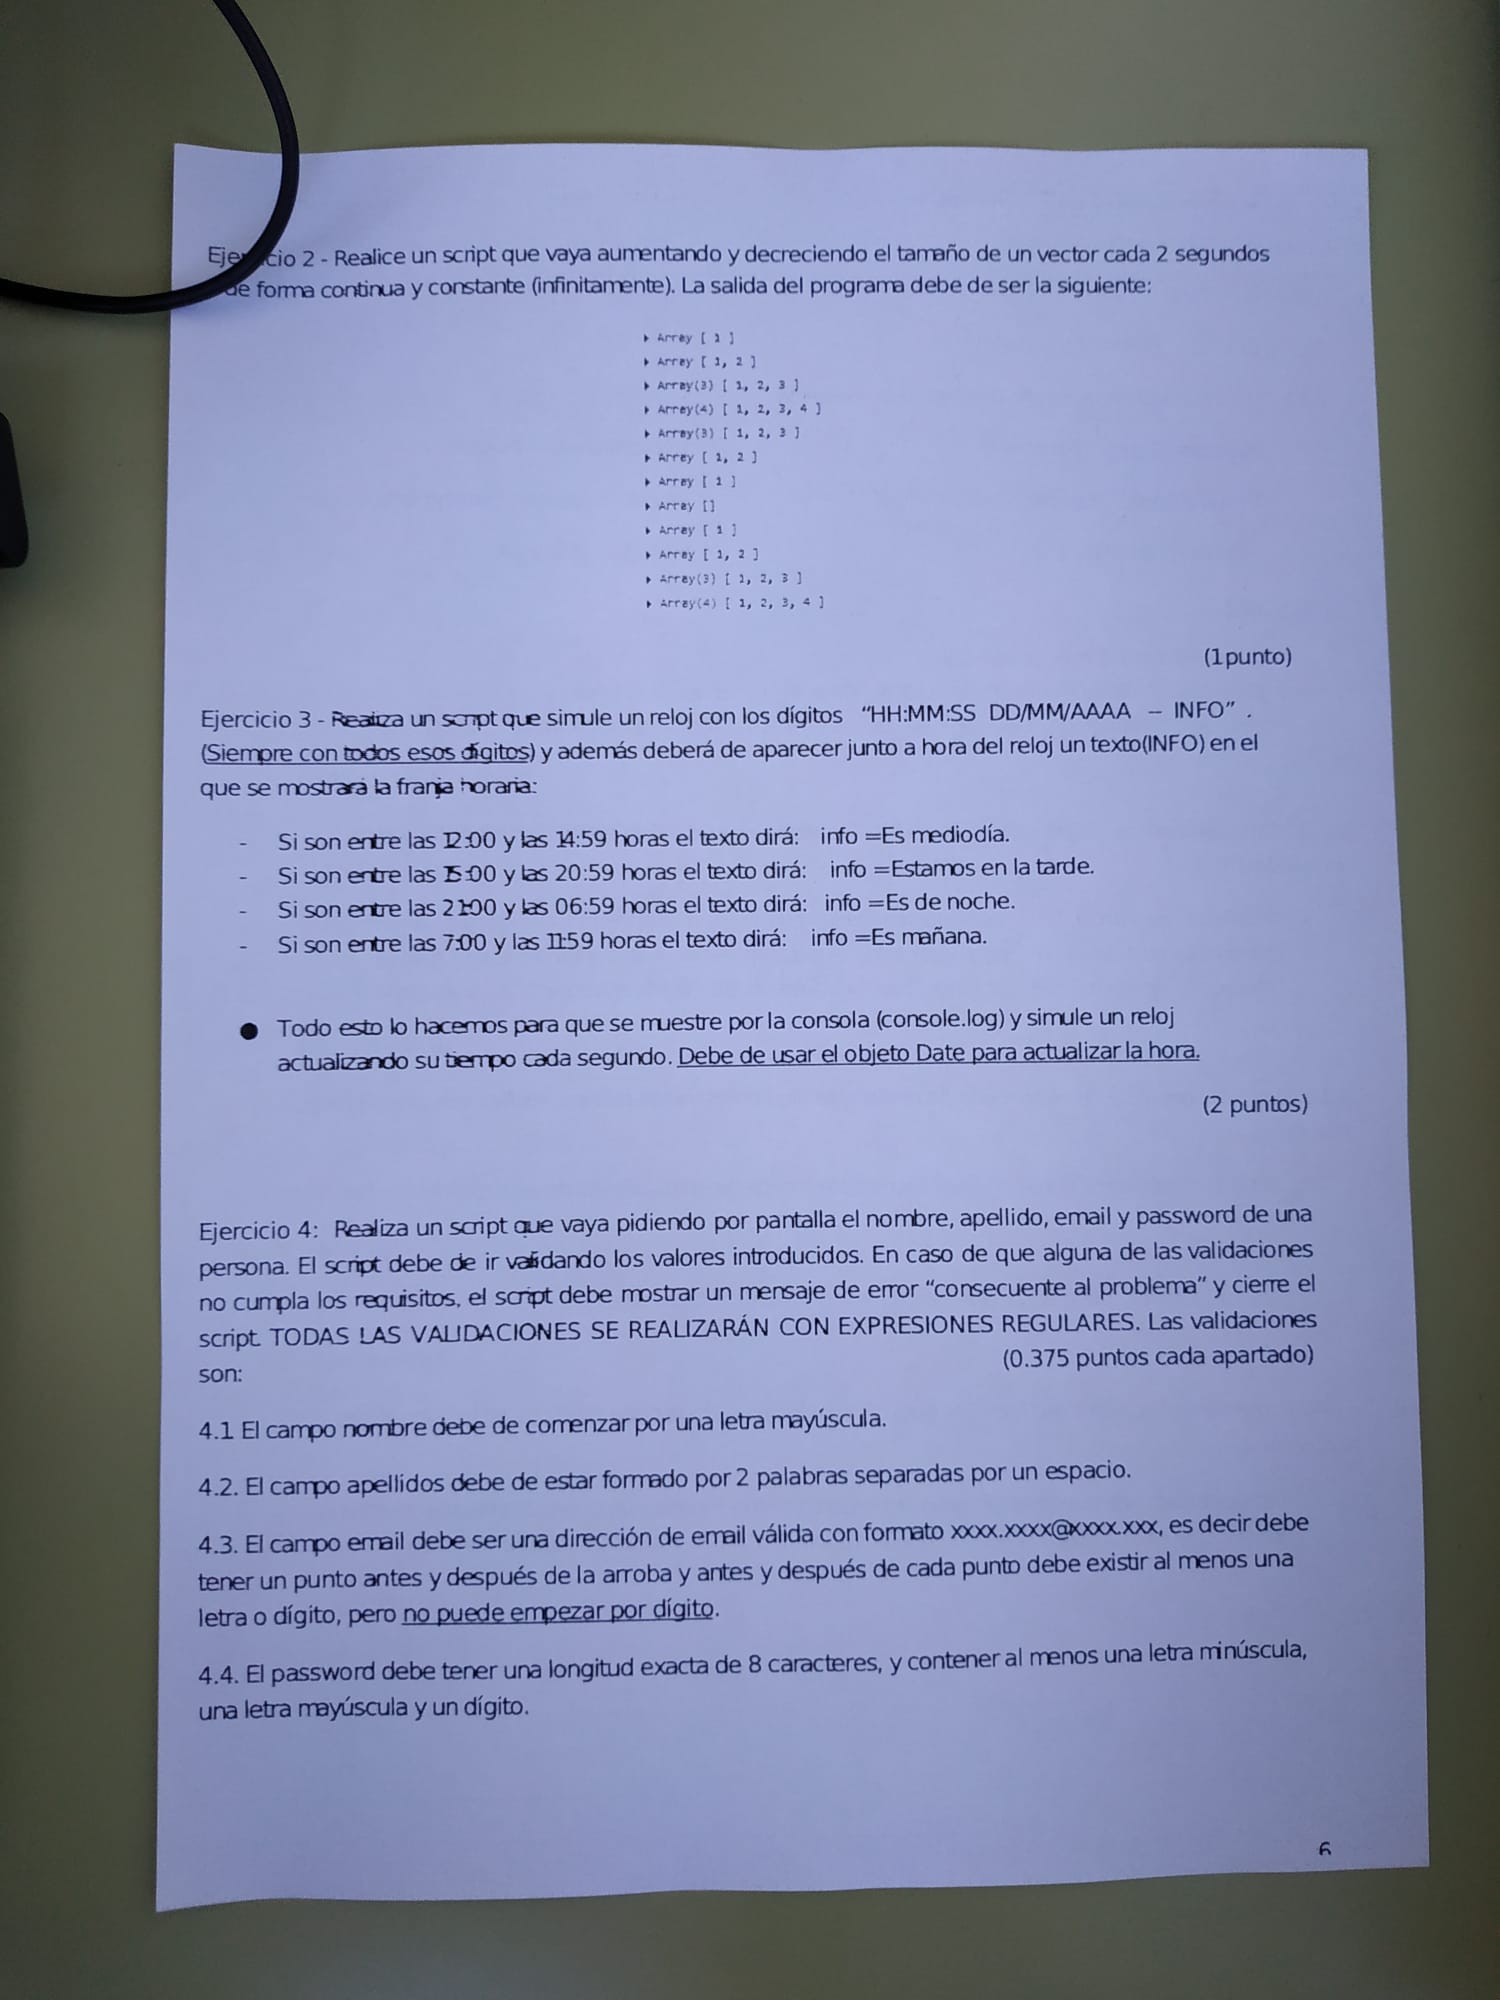 Ejercicio 2 - Realice un script que vaya aumentando y decreciendo el tamaño de un vector cada 2 segundos
de forma continua y constante (infinitamente). La salida del programa debe de ser la siguiente:
Array [ 1 ]
Array [ 1, 2 ]
Array(3) [ 1, 2, 3 ]
Array(4) [ 1, 2, 3, 4 ]
Array(3) [ 1, 2, 3 ]
Array [ 1, 2 ]
Array [ 1 ]
Array []
Array [ 1 ]
Array [ 1, 2 ]
Array(3) [ 1, 2, 3 ]
Array(4) [ 1, 2, 3, 4 ]
(1 punto)
Ejercicio 3 - Realiza un script que simule un reloj con los dígitos “HH:MM:SS DD/MM/AAAA – INFO” .
(Siempre con todos esos dígitos) y además deberá de aparecer junto a hora del reloj un texto(INFO) en el
que se mostrará la franja horaria:
- Si son entre las 12:00 y las 14:59 horas el texto dirá: info =Es mediodía.
- Si son entre las 15:00 y las 20:59 horas el texto dirá: info =Estamos en la tarde.
- Si son entre las 21:00 y las 06:59 horas el texto dirá: info =Es de noche.
- Si son entre las 7:00 y las 11:59 horas el texto dirá: info =Es mañana.
● Todo esto lo hacemos para que se muestre por la consola (console.log) y simule un reloj
actualizando su tiempo cada segundo. Debe de usar el objeto Date para actualizar la hora.
(2 puntos)
Ejercicio 4: Realiza un script que vaya pidiendo por pantalla el nombre, apellido, email y password de una
persona. El script debe de ir validando los valores introducidos. En caso de que alguna de las validaciones
no cumpla los requisitos, el script debe mostrar un mensaje de error “consecuente al problema” y cierre el
script. TODAS LAS VALIDACIONES SE REALIZARÁN CON EXPRESIONES REGULARES. Las validaciones
son: (0.375 puntos cada apartado)
4.1 El campo nombre debe de comenzar por una letra mayúscula.
4.2. El campo apellidos debe de estar formado por 2 palabras separadas por un espacio.
4.3. El campo email debe ser una dirección de email válida con formato xxxx.xxxx@xxxx.xxx, es decir debe
tener un punto antes y después de la arroba y antes y después de cada punto debe existir al menos una
letra o dígito, pero no puede empezar por dígito.
4.4. El password debe tener una longitud exacta de 8 caracteres, y contener al menos una letra minúscula,
una letra mayúscula y un dígito.